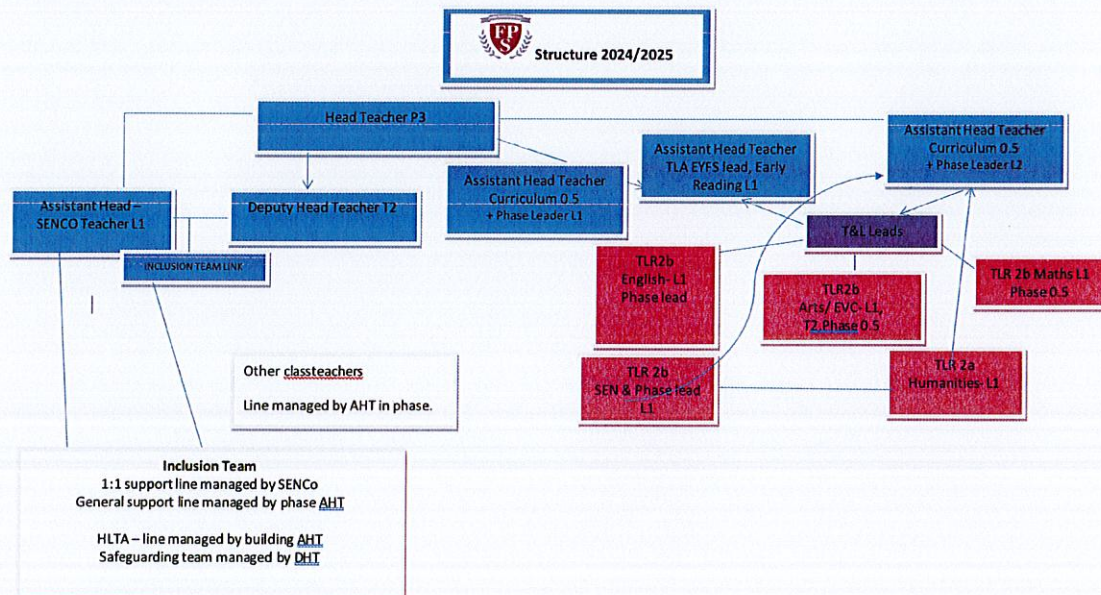 FP
S
Structure 2024/2025
Head Teacher P3
Assistant Head Teacher
Curriculum 0.5
+ Phase Leader L2
Assistant Head Teacher
TLA EYFS lead, Early
Reading L1
Assistant Head Teacher
Curriculum 0.5
+ Phase Leader L1
Assistant Head –
SENCO Teacher L1
Deputy Head Teacher T2
INCLUSION TEAM LINK
T&L Leads
TLR2b
English- L1
Phase lead
TLR2b
Arts/ EVC- L1,
T2 Phase 0.5
TLR 2b Maths L1
Phase 0.5
TLR 2b
SEN & Phase lead
L1
TLR 2a
Humanities- L1
Other classteachers
Line managed by AHT in phase.
Inclusion Team
1:1 support line managed by SENCo
General support line managed by phase AHT
HLTA – line managed by building AHT
Safeguarding team managed by DHT